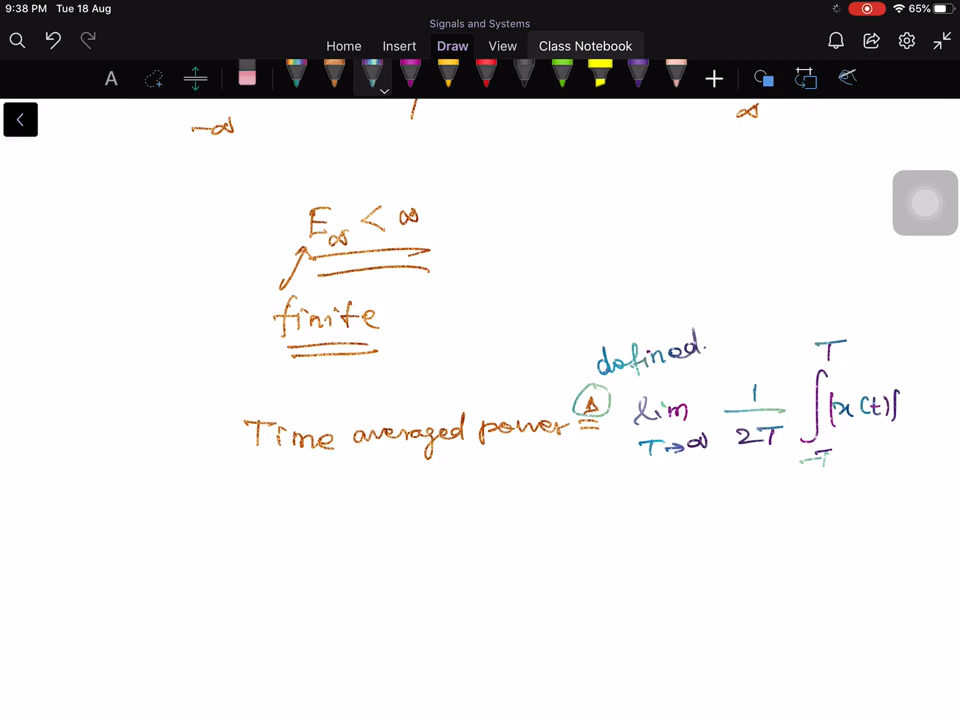 9:38 PM Tue 18 Aug
65%
Signals and Systems
Home Insert Draw View Class Notebook
A
-∞ ∞
E∞ < ∞
finite
defined.
Time averaged power ≜ lim T→∞ 1/2T ∫ -T T |x(t)|